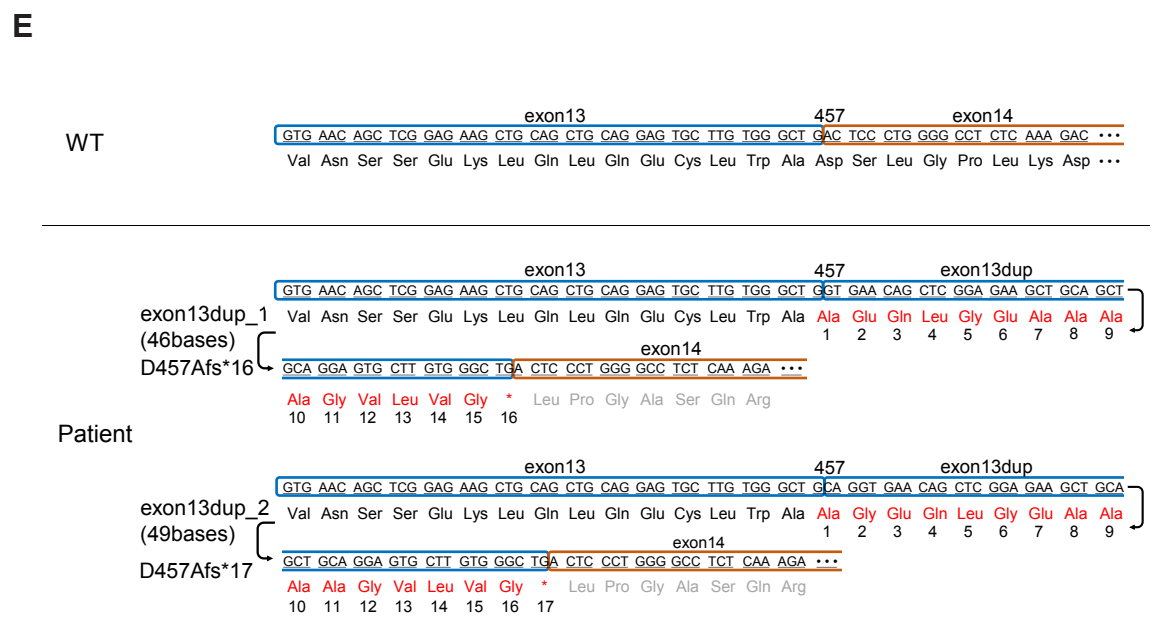 E
exon13 457 exon14
WT
GTG AAC AGC TCG GAG AAG CTG CAG CTG CAG GAG TGC TTG TGG GCT GAC TCC CTG GGG CCT CTC AAA GAC •••
Val Asn Ser Ser Glu Lys Leu Gln Leu Gln Glu Cys Leu Trp Ala Asp Ser Leu Gly Pro Leu Lys Asp •••
Patient
exon13dup_1
(46bases)
D457Afs*16
exon13 457 exon13dup
GTG AAC AGC TCG GAG AAG CTG CAG CTG CAG GAG TGC TTG TGG GCT GGT GAA CAG CTC GGA GAA GCT GCA GCT
Val Asn Ser Ser Glu Lys Leu Gln Leu Gln Glu Cys Leu Trp Ala Ala Glu Gln Leu Gly Glu Ala Ala Ala
1 2 3 4 5 6 7 8 9
exon14
GCA GGA GTG CTT GTG GGC TGA CTC CCT GGG GCC TCT CAA AGA •••
Ala Gly Val Leu Val Gly * Leu Pro Gly Ala Ser Gln Arg
10 11 12 13 14 15 16
exon13dup_2
(49bases)
D457Afs*17
exon13 457 exon13dup
GTG AAC AGC TCG GAG AAG CTG CAG CTG CAG GAG TGC TTG TGG GCT GCA GGT GAA CAG CTC GGA GAA GCT GCA
Val Asn Ser Ser Glu Lys Leu Gln Leu Gln Glu Cys Leu Trp Ala Ala Gly Glu Gln Leu Gly Glu Ala Ala
1 2 3 4 5 6 7 8 9
exon14
GCT GCA GGA GTG CTT GTG GGC TGA CTC CCT GGG GCC TCT CAA AGA •••
Ala Ala Gly Val Leu Val Gly * Leu Pro Gly Ala Ser Gln Arg
10 11 12 13 14 15 16 17